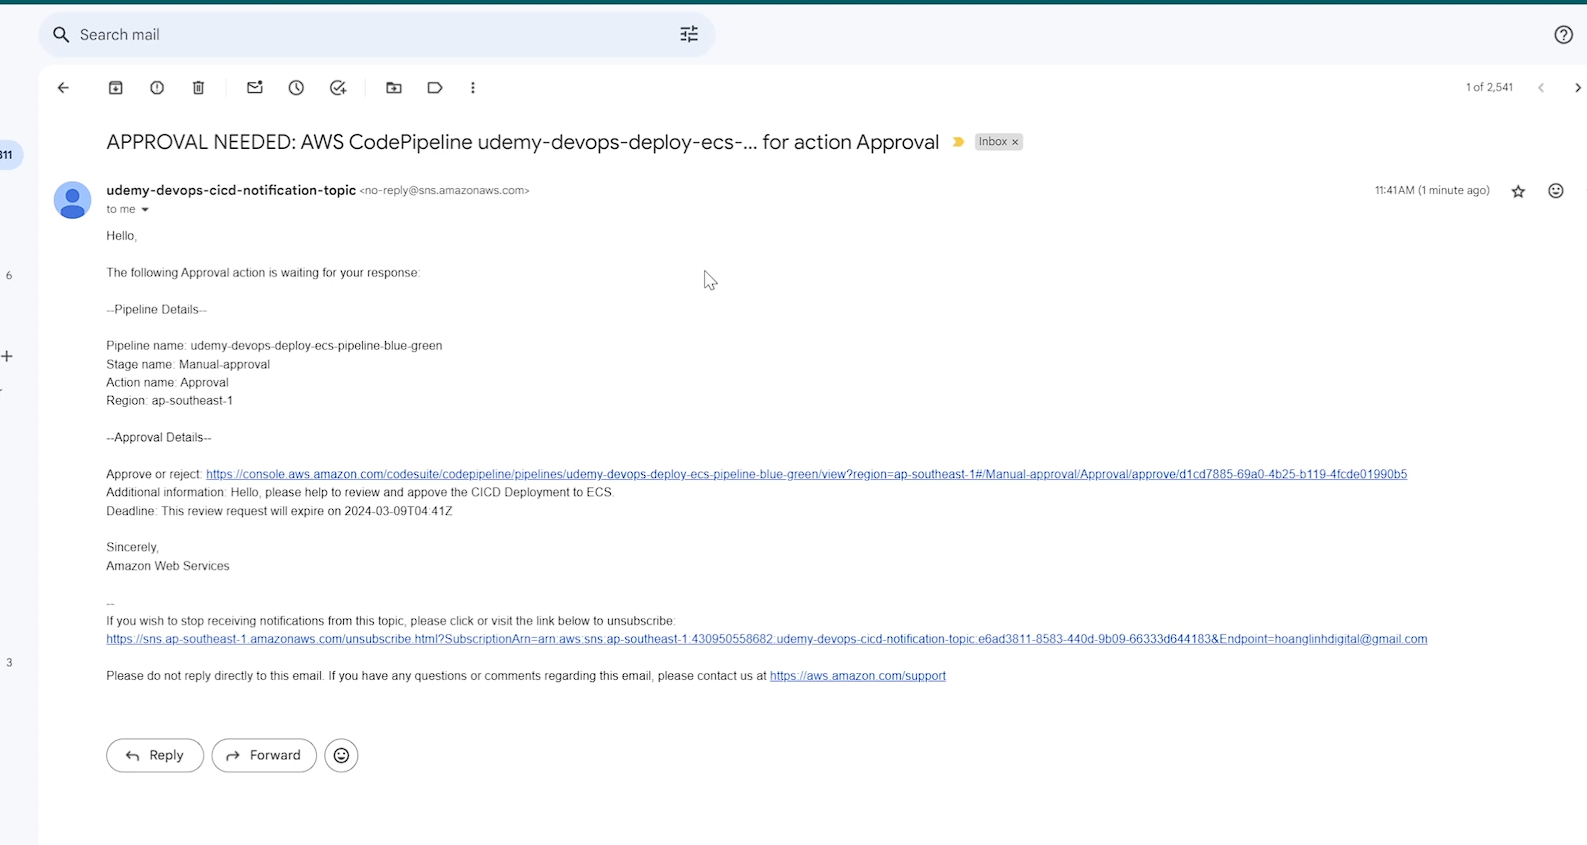 Search mail
1 of 2,541
APPROVAL NEEDED: AWS CodePipeline udemy-devops-deploy-ecs-... for action Approval Inbox ×
311
udemy-devops-cicd-notification-topic <no-reply@sns.amazonaws.com> 11:41 AM (1 minute ago)
to me
Hello,
The following Approval action is waiting for your response:
6
--Pipeline Details--
Pipeline name: udemy-devops-deploy-ecs-pipeline-blue-green
Stage name: Manual-approval
Action name: Approval
Region: ap-southeast-1
--Approval Details--
Approve or reject: https://console.aws.amazon.com/codesuite/codepipeline/pipelines/udemy-devops-deploy-ecs-pipeline-blue-green/view?region=ap-southeast-1#/Manual-approval/Approval/approve/d1cd7885-69a0-4b25-b119-4fcde01990b5
Additional information: Hello, please help to review and appove the CICD Deployment to ECS.
Deadline: This review request will expire on 2024-03-09T04:41Z
Sincerely,
Amazon Web Services
--
If you wish to stop receiving notifications from this topic, please click or visit the link below to unsubscribe:
https://sns.ap-southeast-1.amazonaws.com/unsubscribe.html?SubscriptionArn=arn:aws:sns:ap-southeast-1:430950558682:udemy-devops-cicd-notification-topic:e6ad3811-8583-440d-9b09-66333d644183&Endpoint=hoanglinhdigital@gmail.com
3
Please do not reply directly to this email. If you have any questions or comments regarding this email, please contact us at https://aws.amazon.com/support
Reply Forward